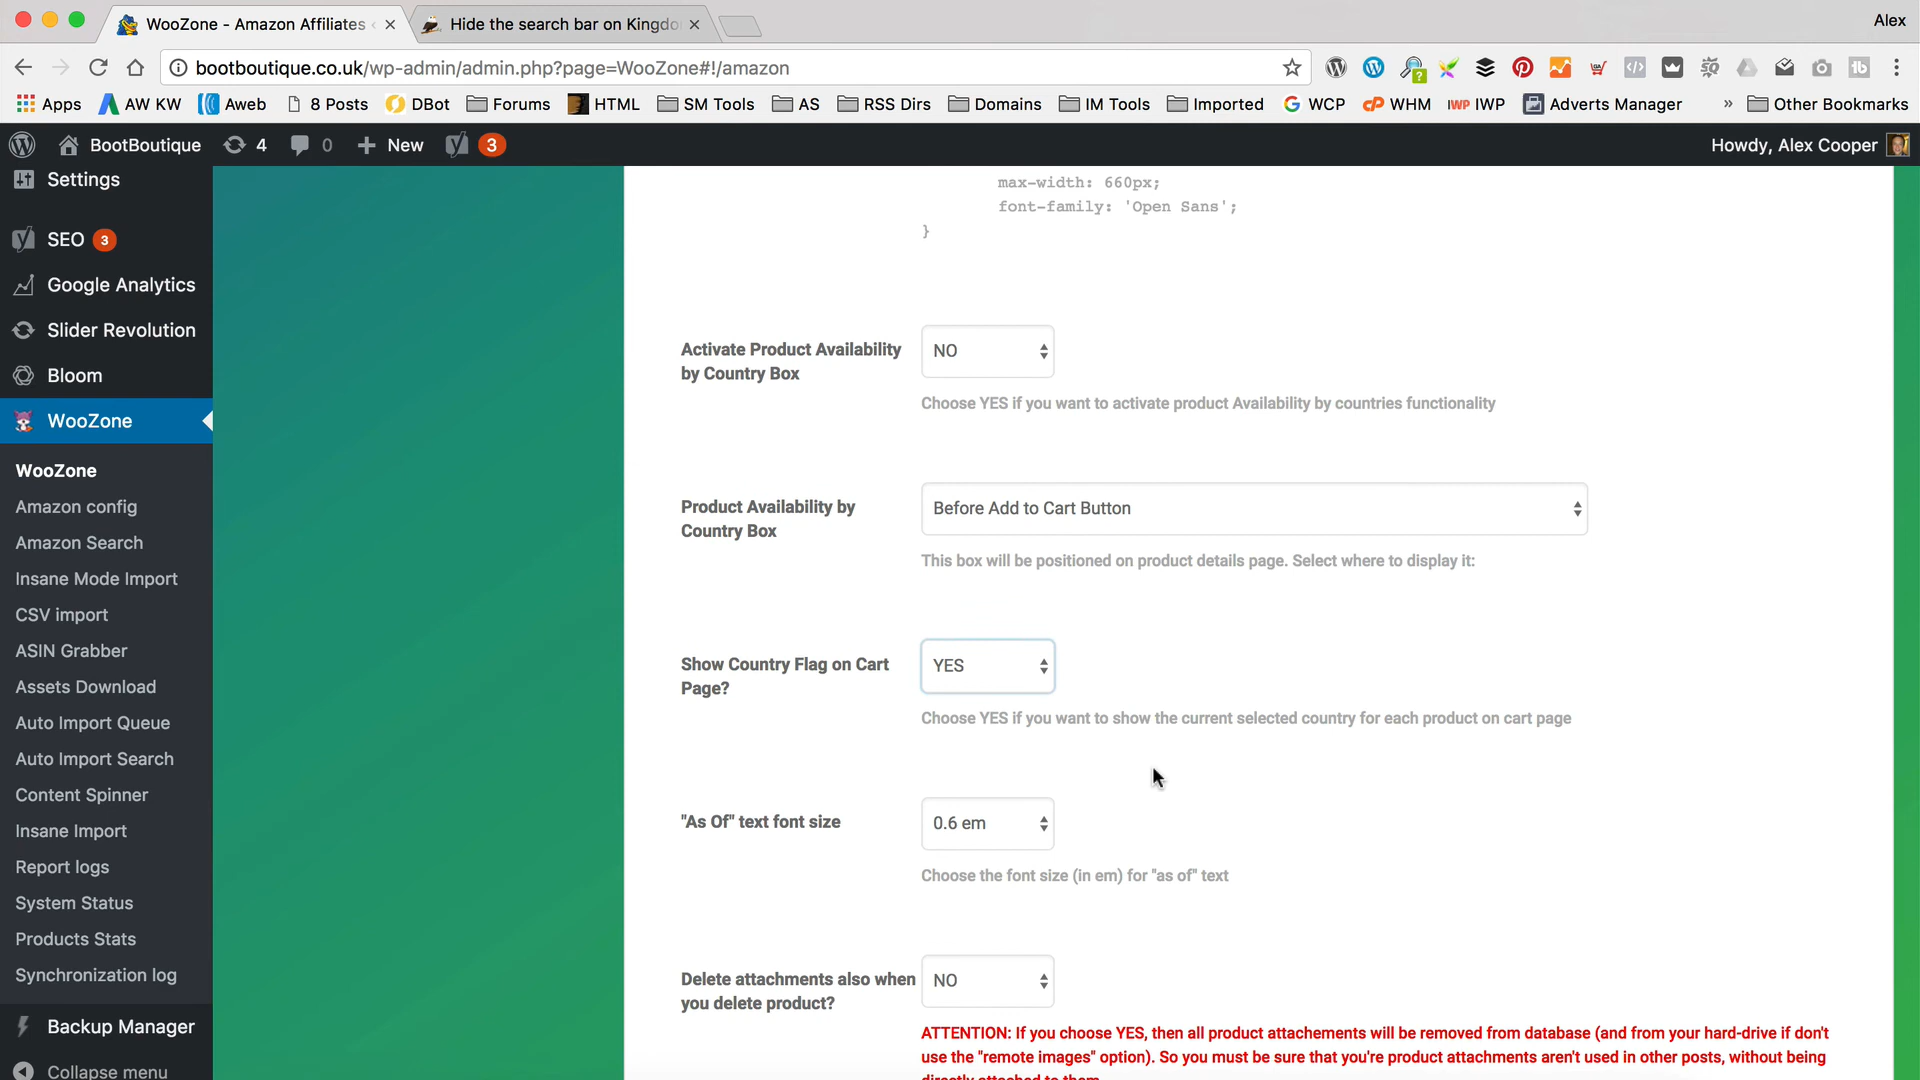 WooZone - Amazon Affiliates
Hide the search bar on Kingdo
Alex
bootboutique.co.uk/wp-admin/admin.php?page=WooZone#!/amazon
Apps
AW KW
Aweb
8 Posts
DBot
Forums
HTML
SM Tools
AS
RSS Dirs
Domains
IM Tools
Imported
WCP
WHM
IWP
Adverts Manager
»
Other Bookmarks
BootBoutique
4
0
New
3
Howdy, Alex Cooper
Settings
SEO 3
Google Analytics
Slider Revolution
Bloom
WooZone
WooZone
Amazon config
Amazon Search
Insane Mode Import
CSV import
ASIN Grabber
Assets Download
Auto Import Queue
Auto Import Search
Content Spinner
Insane Import
Report logs
System Status
Products Stats
Synchronization log
Backup Manager
Collapse menu
max-width: 660px;
font-family: 'Open Sans';
}
Activate Product Availability
by Country Box
NO
Choose YES if you want to activate product Availability by countries functionality
Product Availability by
Country Box
Before Add to Cart Button
This box will be positioned on product details page. Select where to display it:
Show Country Flag on Cart
Page?
YES
Choose YES if you want to show the current selected country for each product on cart page
"As Of" text font size
0.6 em
Choose the font size (in em) for "as of" text
Delete attachments also when
you delete product?
NO
ATTENTION: If you choose YES, then all product attachements will be removed from database (and from your hard-drive if don't
use the "remote images" option). So you must be sure that you're product attachments aren't used in other posts, without being
directly attached to them